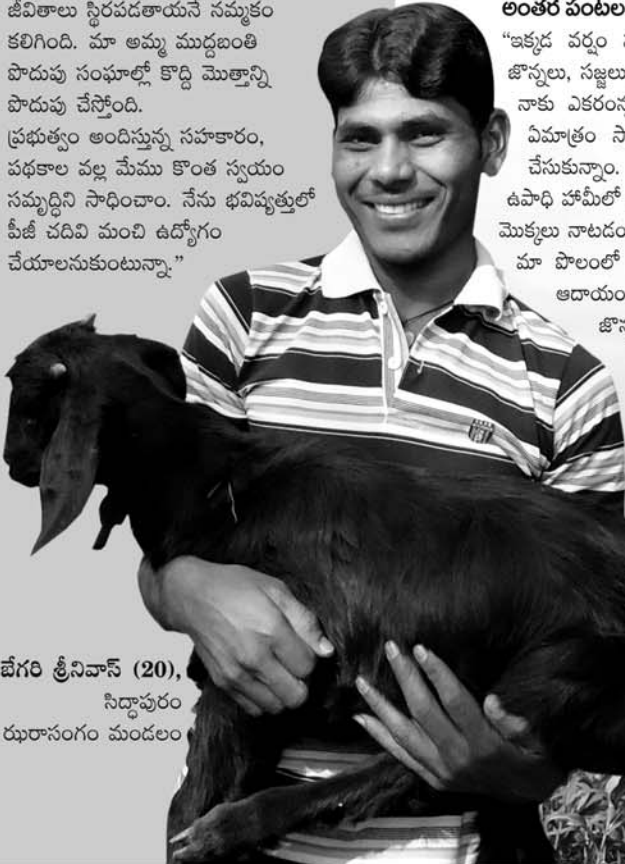 జీవితాలు స్థిరపడతాయనే నమ్మకం
కలిగింది. మా అమ్మ ముద్దబంతి
పొదుపు సంఘాల్లో కొద్ది మొత్తాన్ని
పొదుపు చేస్తోంది.
ప్రభుత్వం అందిస్తున్న సహకారం,
పథకాల వల్ల మేము కొంత స్వయం
సమృద్ధిని సాధించాం. నేను భవిష్యత్తులో
పీజీ చదివి మంచి ఉద్యోగం
చేయాలనుకుంటున్నా.”
బేగరి శ్రీనివాస్ (20),
సిద్ధాపురం
ఝరాసంగం మండలం
అంతర పంటల
“ఇక్కడ వర్షం
జొన్నలు, సజ్జలు
నాకు ఎకరంన్న
ఏమాత్రం
చేసుకున్నాం.
ఉపాధి హామీలో
మొక్కలు నాటడం
మా పొలంలో
ఆదాయం